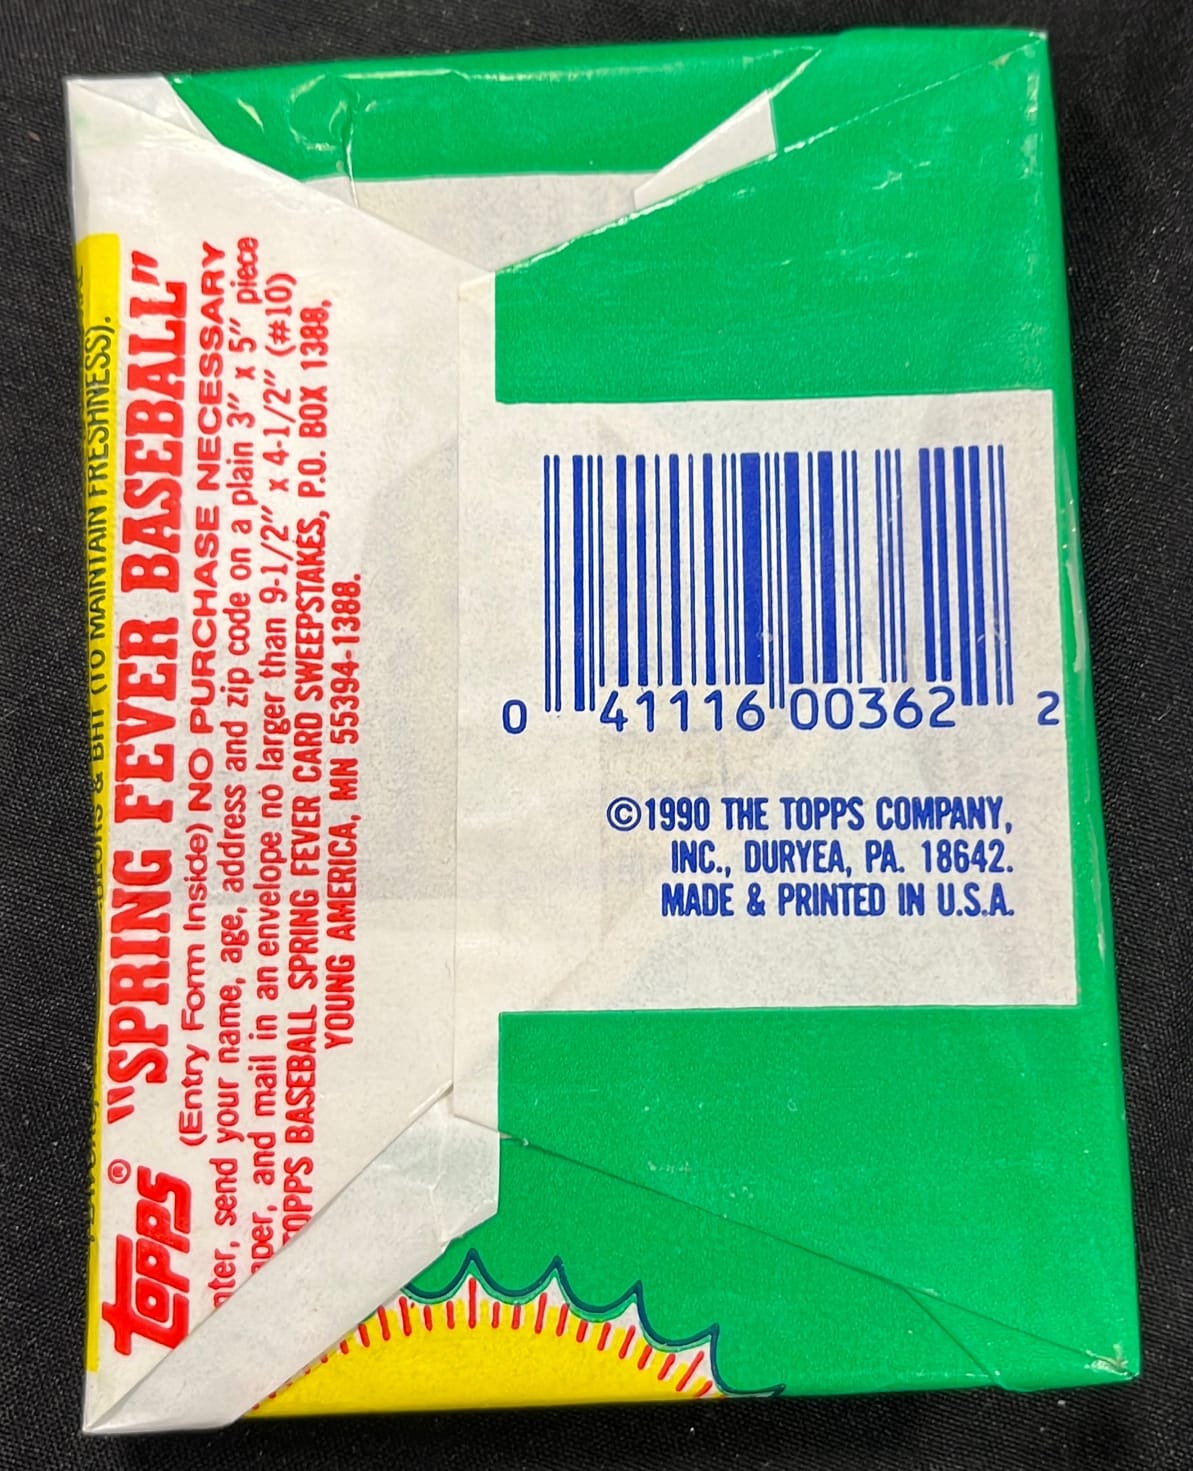 & BHT (TO MAINTAIN FRESHNESS).
TOPPS® "SPRING FEVER BASEBALL"
(Entry Form Inside) NO PURCHASE NECESSARY
nter, send your name, age, address and zip code on a plain 3" x 5" piece
aper, and mail in an envelope no larger than 9-1/2" x 4-1/2" (#10)
TOPPS BASEBALL SPRING FEVER CARD SWEEPSTAKES, P.O. BOX 1388,
YOUNG AMERICA, MN 55394-1388.
0 41116 00362 2
©1990 THE TOPPS COMPANY,
INC., DURYEA, PA. 18642.
MADE & PRINTED IN U.S.A.